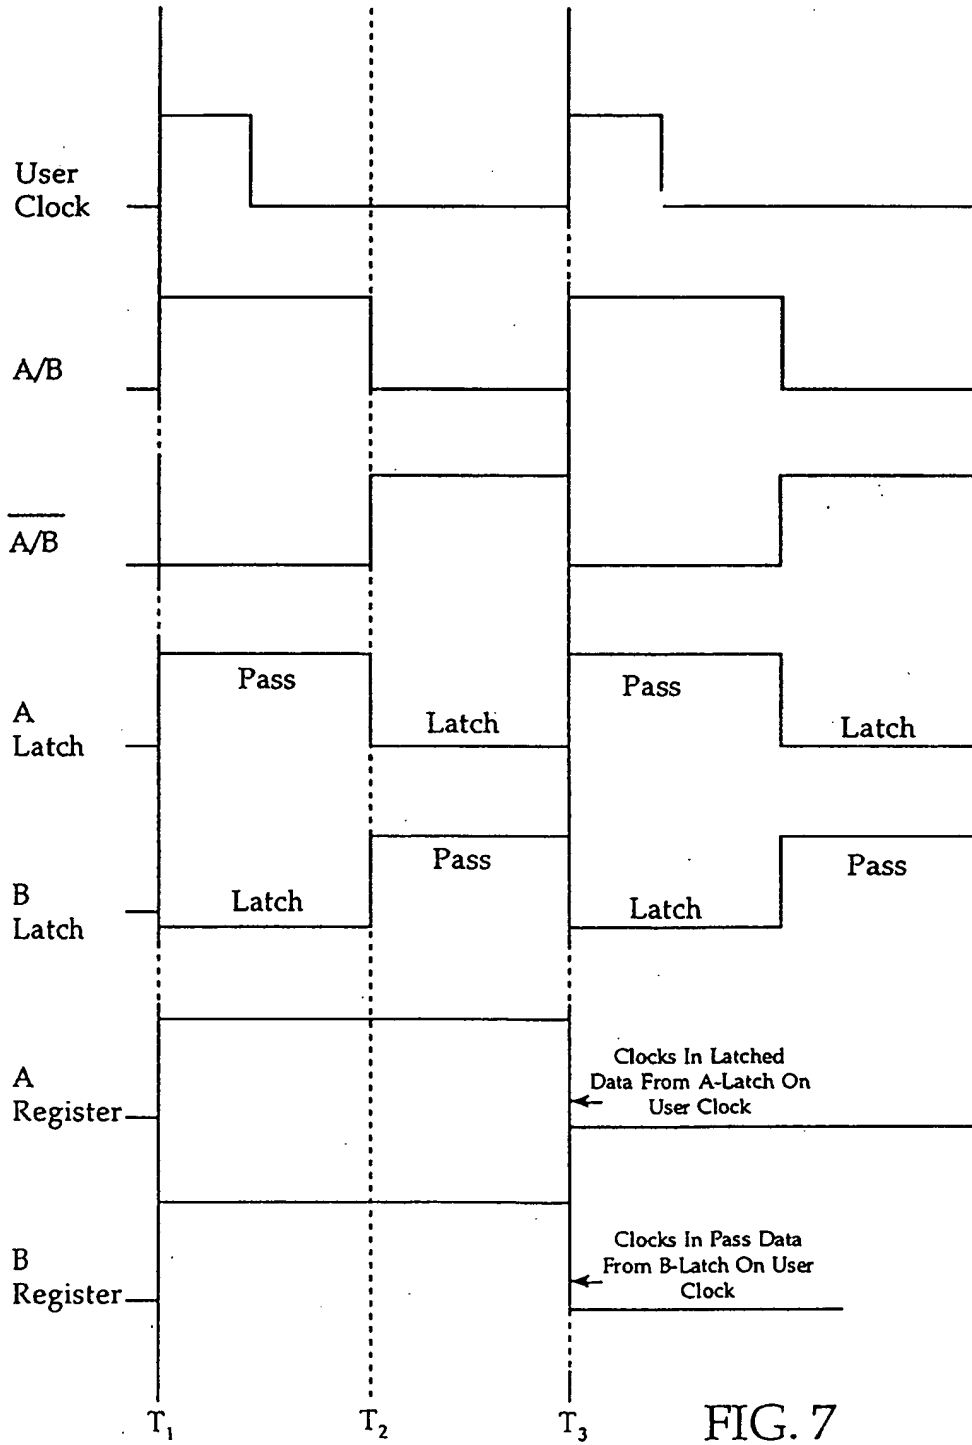 User
Clock
A/B
A/B
Pass
Pass
A
Latch
Latch
Latch
Pass
Pass
B
Latch
Latch
Latch
A
Register
Clocks In Latched
Data From A-Latch On
User Clock
B
Register
Clocks In Pass Data
From B-Latch On User
Clock
T1
T2
T3
FIG. 7